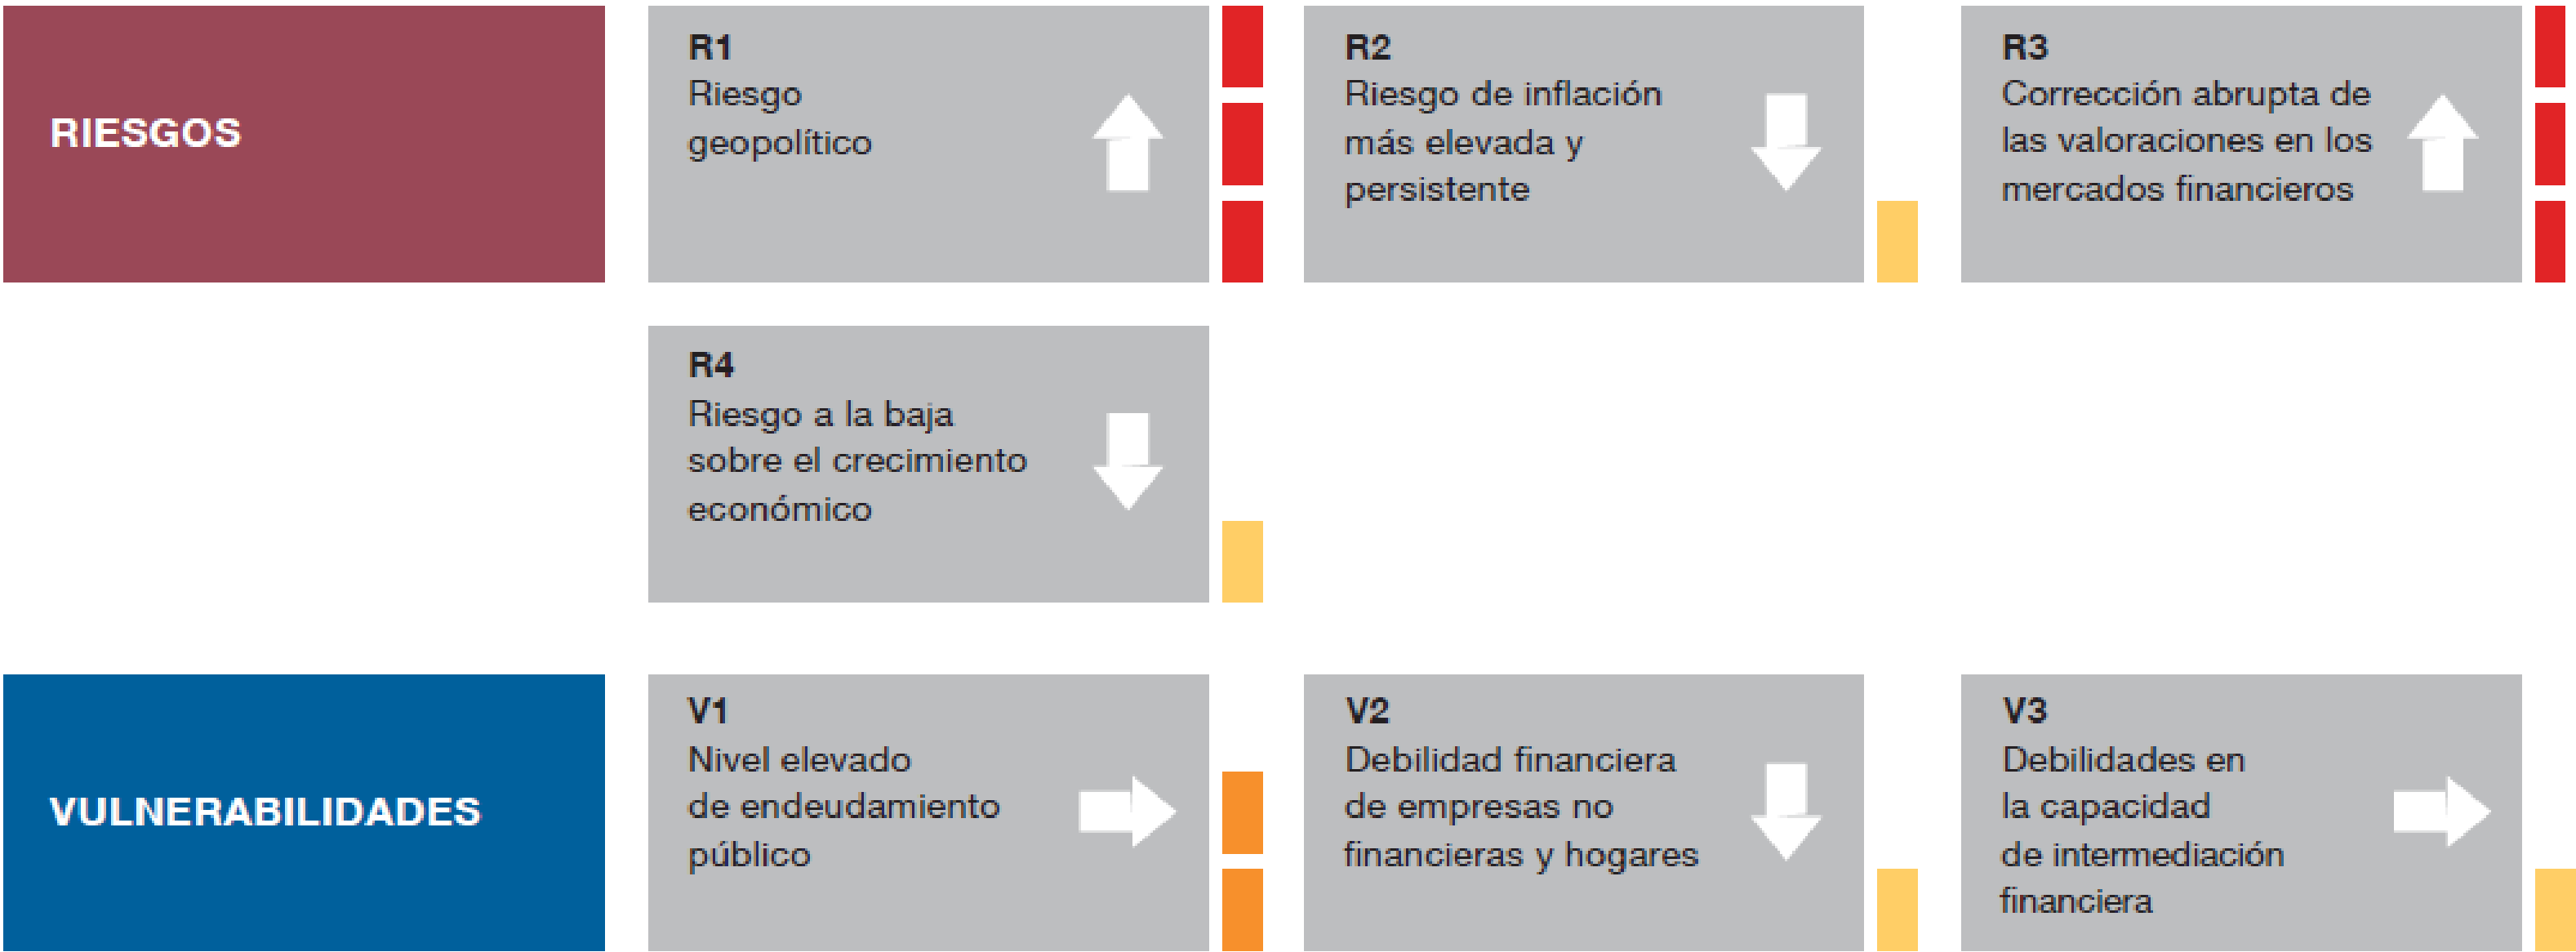 RIESGOS
R1
Riesgo
geopolítico
R2
Riesgo de inflación
más elevada y
persistente
R3
Corrección abrupta de
las valoraciones en los
mercados financieros
R4
Riesgo a la baja
sobre el crecimiento
económico
VULNERABILIDADES
V1
Nivel elevado
de endeudamiento
público
V2
Debilidad financiera
de empresas no
financieras y hogares
V3
Debilidades en
la capacidad
de intermediación
financiera